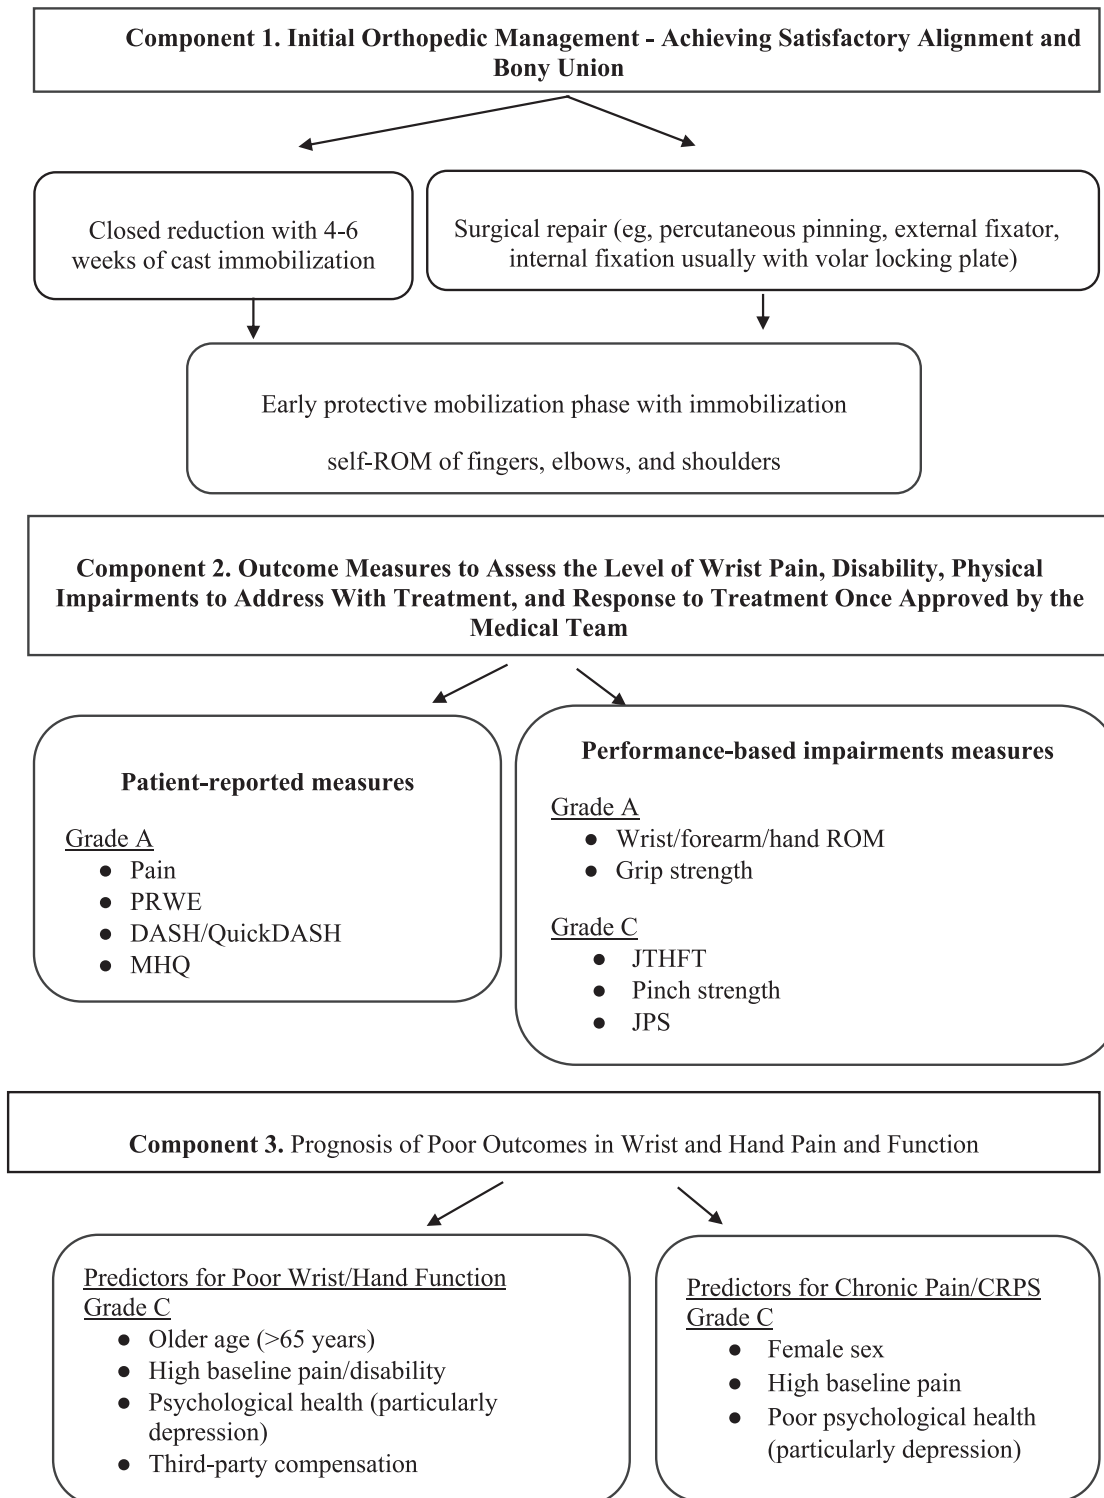 Component 1. Initial Orthopedic Management - Achieving Satisfactory Alignment and
Bony Union
Closed reduction with 4-6
weeks of cast immobilization
Surgical repair (eg, percutaneous pinning, external fixator,
internal fixation usually with volar locking plate)
Early protective mobilization phase with immobilization
self-ROM of fingers, elbows, and shoulders
Component 2. Outcome Measures to Assess the Level of Wrist Pain, Disability, Physical
Impairments to Address With Treatment, and Response to Treatment Once Approved by the
Medical Team
Patient-reported measures
Grade A
● Pain
● PRWE
● DASH/QuickDASH
● MHQ
Performance-based impairments measures
Grade A
● Wrist/forearm/hand ROM
● Grip strength
Grade C
● JTHFT
● Pinch strength
● JPS
Component 3. Prognosis of Poor Outcomes in Wrist and Hand Pain and Function
Predictors for Poor Wrist/Hand Function
Grade C
● Older age (>65 years)
● High baseline pain/disability
● Psychological health (particularly
depression)
● Third-party compensation
Predictors for Chronic Pain/CRPS
Grade C
● Female sex
● High baseline pain
● Poor psychological health
(particularly depression)